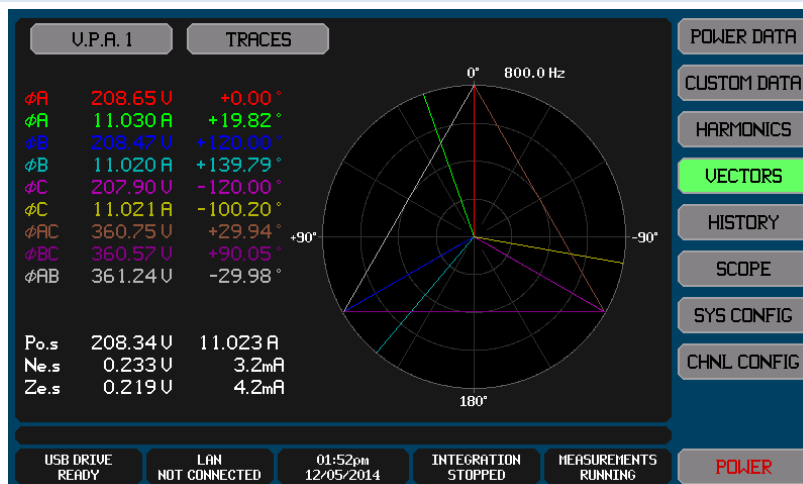 V.P.A. 1
TRACES
ϕA 208.65 V +0.00°
ϕA 11.030 A +19.82°
ϕB 208.47 V +120.00°
ϕB 11.020 A +139.79°
ϕC 207.90 V -120.00°
ϕC 11.021 A -100.20°
ϕAC 360.75 V +29.94°
ϕBC 360.57 V +90.05°
ϕAB 361.24 V -29.98°
Po.s 208.34 V 11.023 A
Ne.s 0.233 V 3.2mA
Ze.s 0.219 V 4.2mA
0° 800.0 Hz
+90°
-90°
180°
POWER DATA
CUSTOM DATA
HARMONICS
VECTORS
HISTORY
SCOPE
SYS CONFIG
CHNL CONFIG
POWER
USB DRIVE
READY
LAN
NOT CONNECTED
01:52pm
12/05/2014
INTEGRATION
STOPPED
MEASUREMENTS
RUNNING